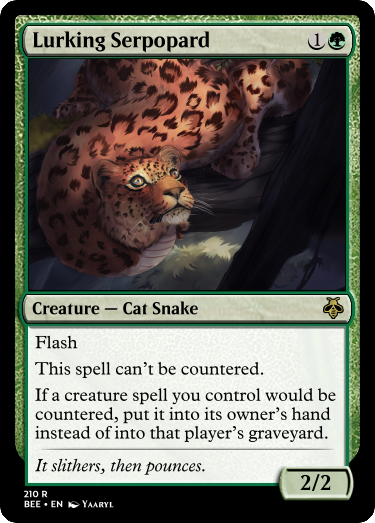 Lurking Serpopard 1
Creature — Cat Snake
Flash
This spell can't be countered.
If a creature spell you control would be
countered, put it into its owner's hand
instead of into that player's graveyard.
It slithers, then pounces.
2/2
210 R
BEE • EN Yaaryl